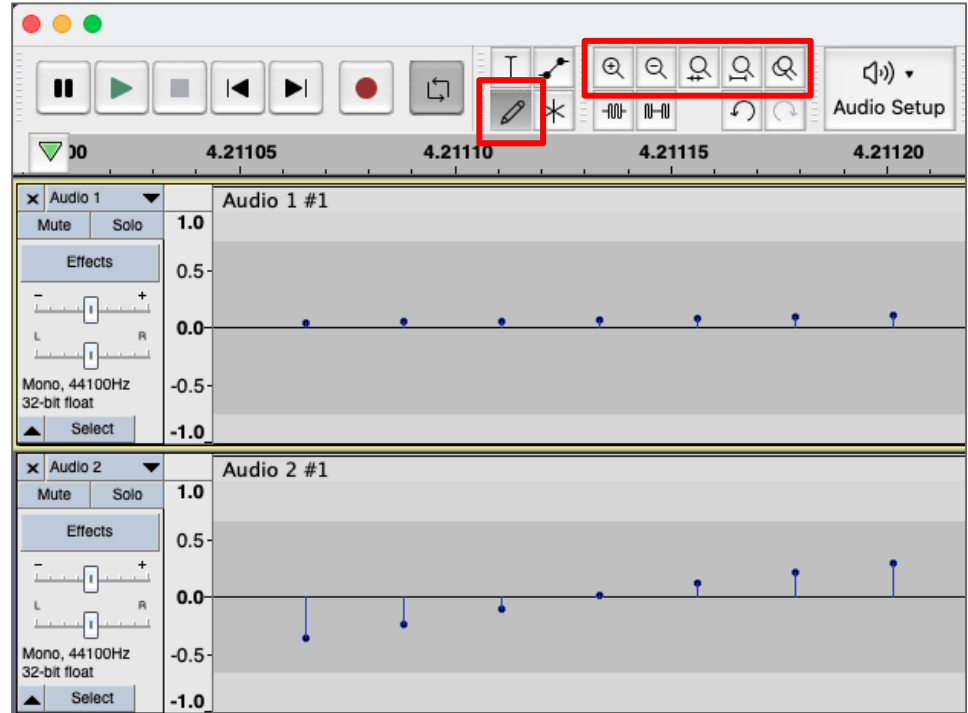 Audio Setup
00 4.21105 4.21110 4.21115 4.21120
Audio 1
Audio 1 #1
Mute Solo
1.0
Effects
0.5
- +
0.0
L R
Mono, 44100Hz
-0.5
32-bit float
Select
-1.0
Audio 2
Audio 2 #1
Mute Solo
1.0
Effects
0.5
- +
0.0
L R
Mono, 44100Hz
-0.5
32-bit float
Select
-1.0